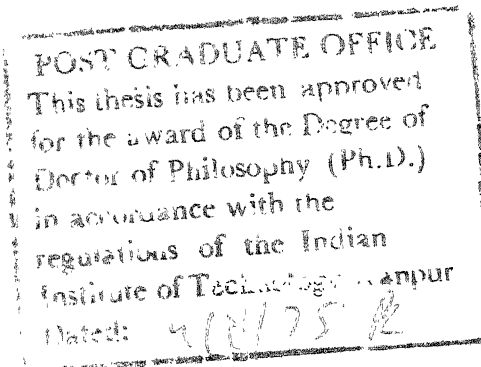 POST GRADUATE OFFICE
This thesis has been approved
for the award of the Degree of
Doctor of Philosophy (Ph.D.)
in accordance with the
regulations of the Indian
Institute of Technology Kanpur
Dated: